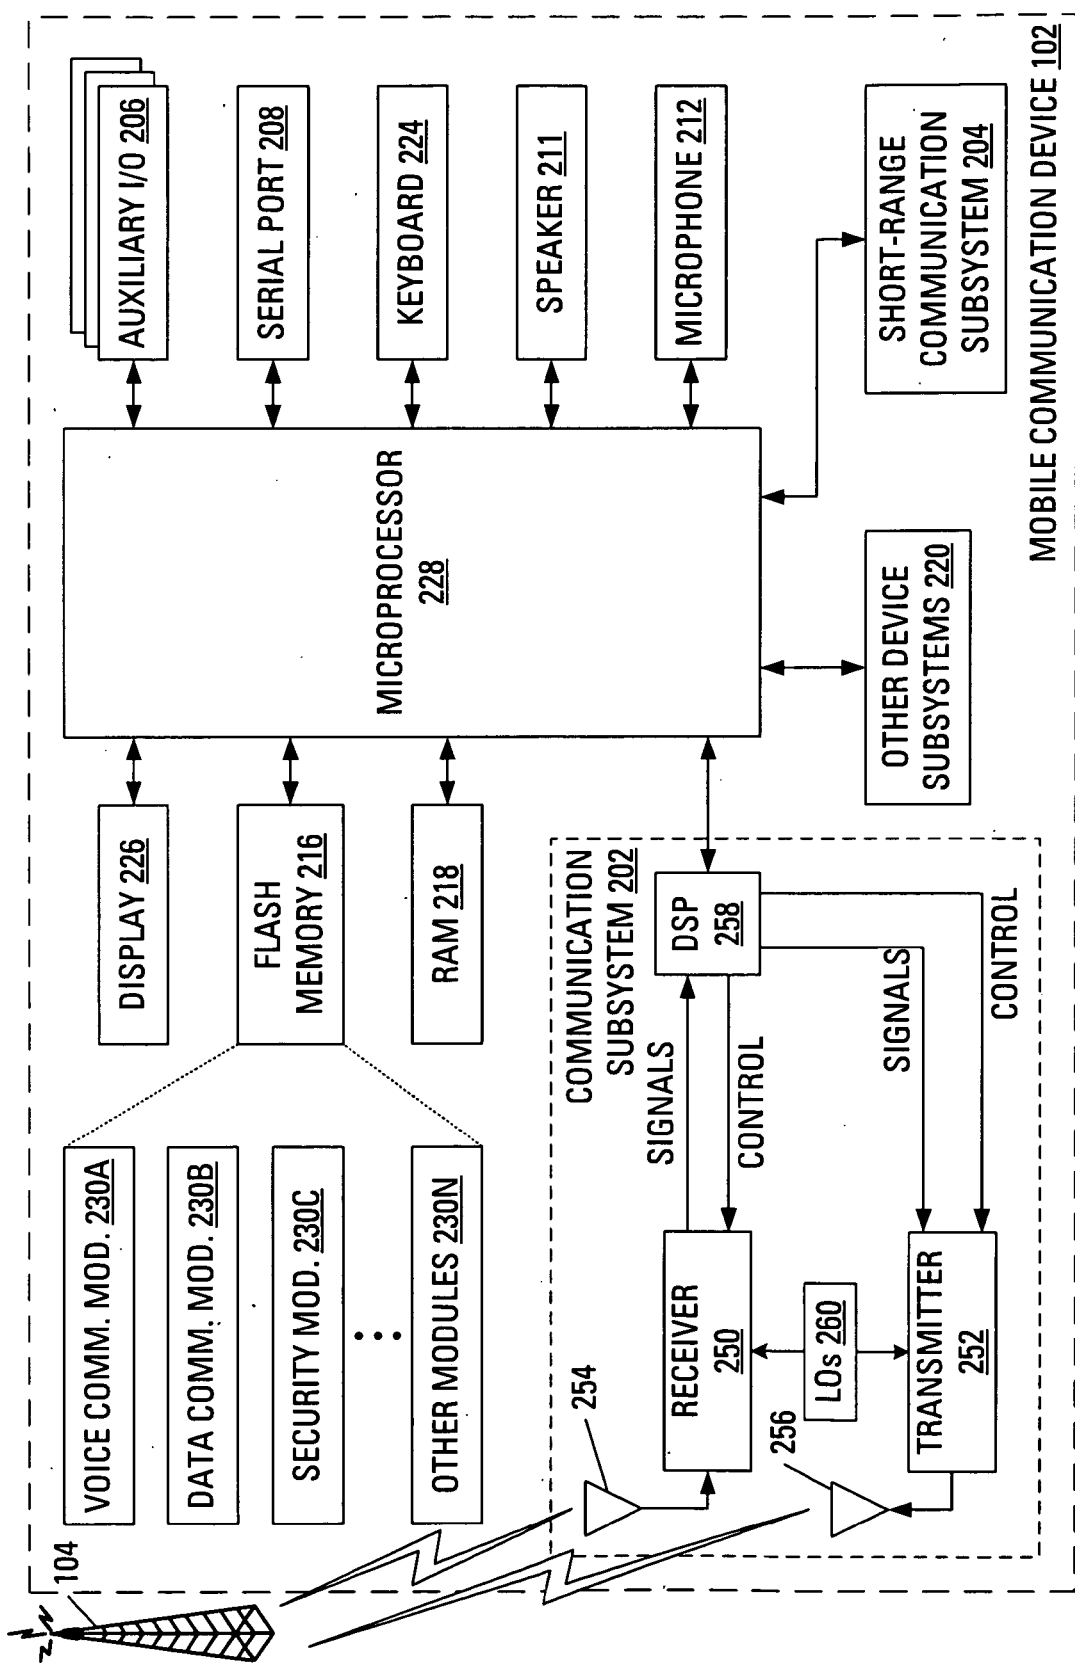 104
VOICE COMM. MOD. 230A
DATA COMM. MOD. 230B
SECURITY MOD. 230C
OTHER MODULES 230N
DISPLAY 226
FLASH
MEMORY 216
RAM 218
MICROPROCESSOR
228
AUXILIARY I/O 206
SERIAL PORT 208
KEYBOARD 224
SPEAKER 211
MICROPHONE 212
COMMUNICATION
SUBSYSTEM 202
254
RECEIVER
250
SIGNALS
CONTROL
DSP
258
256
LOs 260
TRANSMITTER
252
SIGNALS
CONTROL
OTHER DEVICE
SUBSYSTEMS 220
SHORT-RANGE
COMMUNICATION
SUBSYSTEM 204
MOBILE COMMUNICATION DEVICE 102